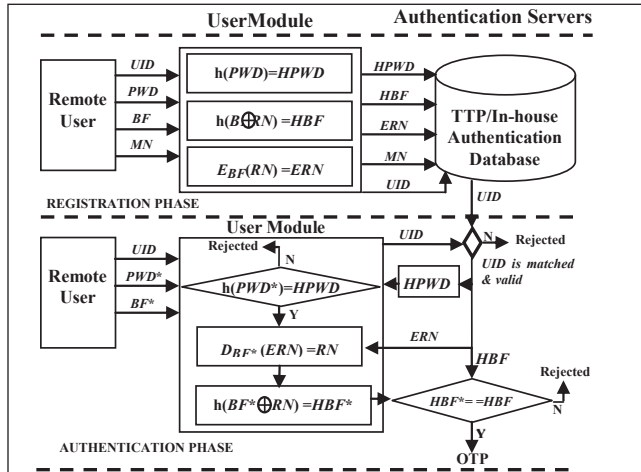 UserModule
Authentication Servers
Remote
User
UID
PWD
BF
MN
h(PWD)=HPWD
h(BF⊕RN) =HBF
E_BF(RN)=ERN
HPWD
HBF
ERN
MN
UID
TTP/In-house
Authentication
Database
UID
REGISTRATION PHASE
User Module
Remote
User
UID
PWD*
BF*
Rejected
N
h(PWD*)=HPWD
Y
D_BF*(ERN)=RN
h(BF*⊕RN) =HBF*
UID
N
Rejected
UID is matched
& valid
HPWD
ERN
HBF
Rejected
HBF*= =HBF
N
Y
OTP
AUTHENTICATION PHASE